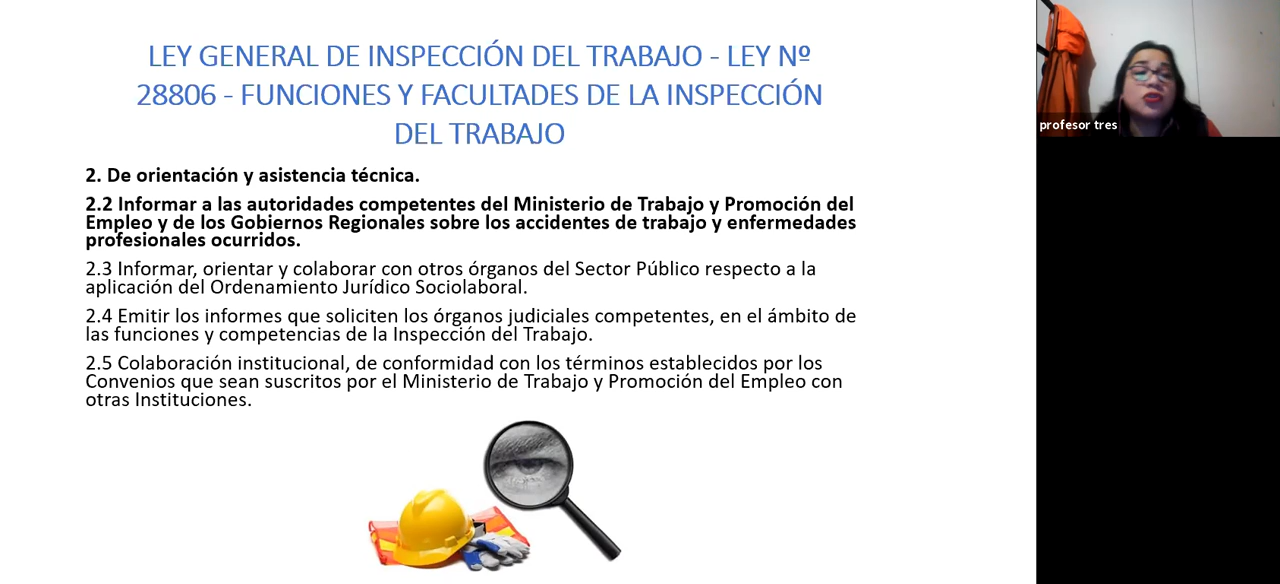 LEY GENERAL DE INSPECCIÓN DEL TRABAJO - LEY Nº
28806 - FUNCIONES Y FACULTADES DE LA INSPECCIÓN
DEL TRABAJO
2. De orientación y asistencia técnica.
2.2 Informar a las autoridades competentes del Ministerio de Trabajo y Promoción del
Empleo y de los Gobiernos Regionales sobre los accidentes de trabajo y enfermedades
profesionales ocurridos.
2.3 Informar, orientar y colaborar con otros órganos del Sector Público respecto a la
aplicación del Ordenamiento Jurídico Sociolaboral.
2.4 Emitir los informes que soliciten los órganos judiciales competentes, en el ámbito de
las funciones y competencias de la Inspección del Trabajo.
2.5 Colaboración institucional, de conformidad con los términos establecidos por los
Convenios que sean suscritos por el Ministerio de Trabajo y Promoción del Empleo con
otras Instituciones.
profesor tres